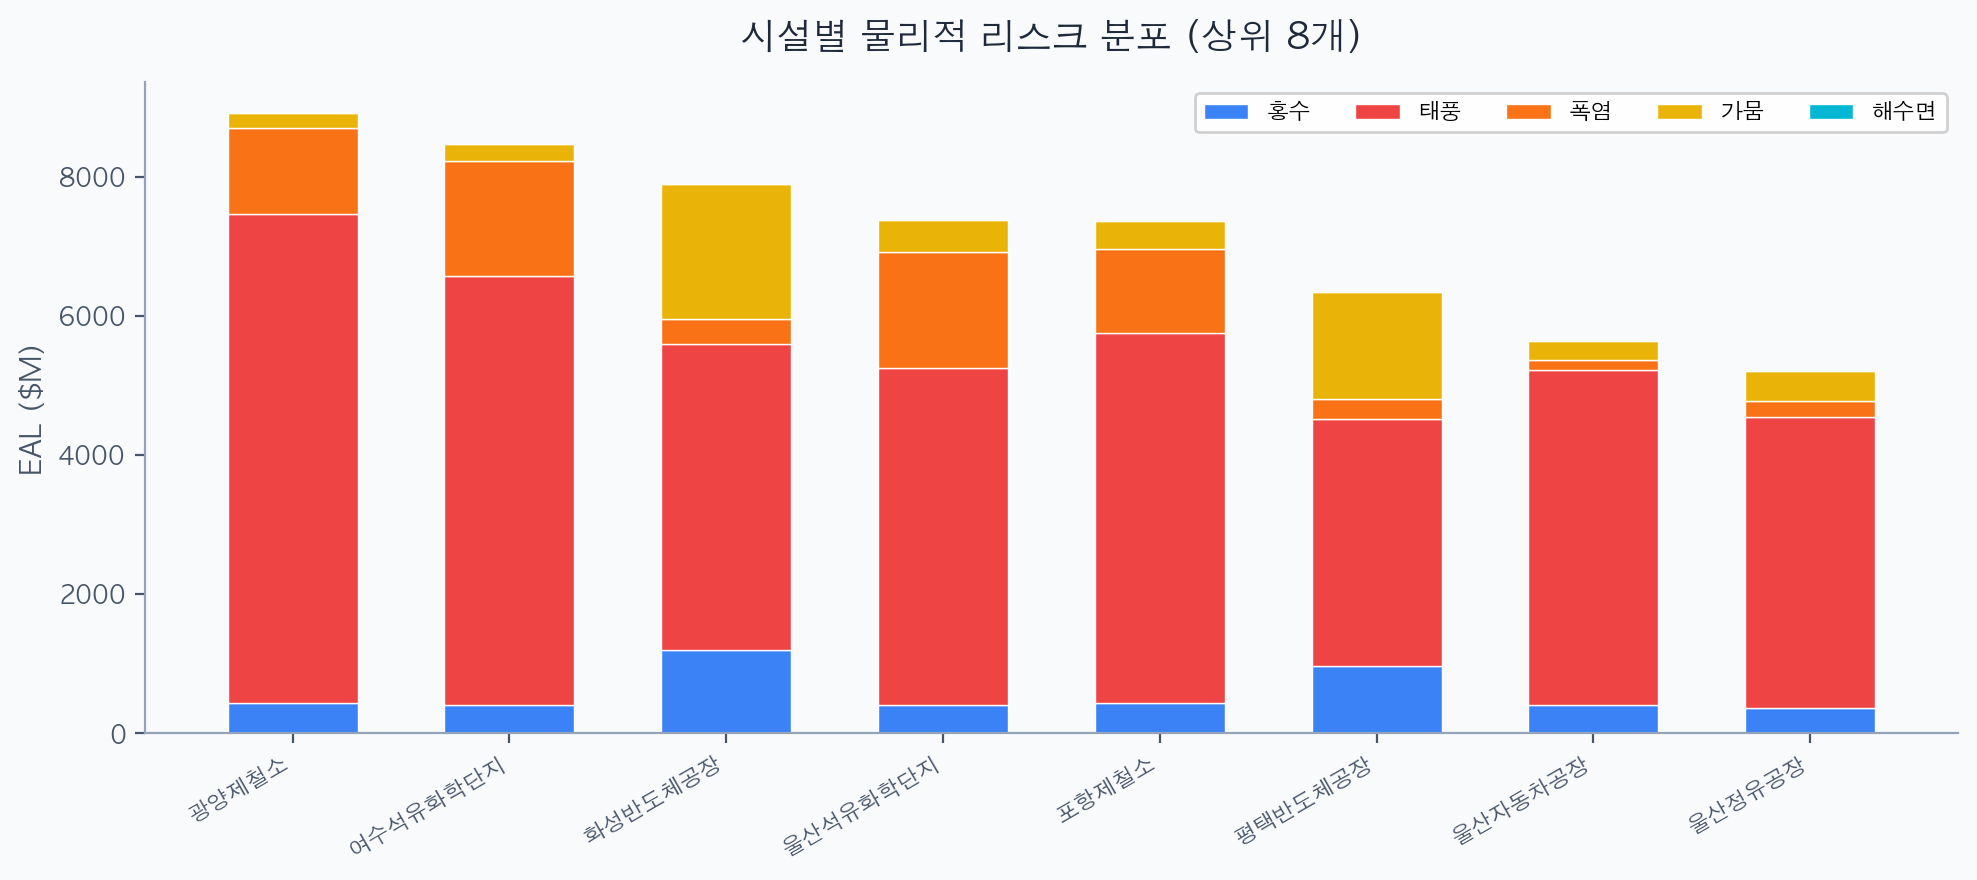 시설별 물리적 리스크 분포 (상위 8개)
홍수 태풍 폭염 가뭄 해수면
EAL ($M)
8000
6000
4000
2000
0
광양제철소
여수석유화학단지
화성반도체공장
울산석유화학단지
포항제철소
평택반도체공장
울산자동차공장
울산정유공장